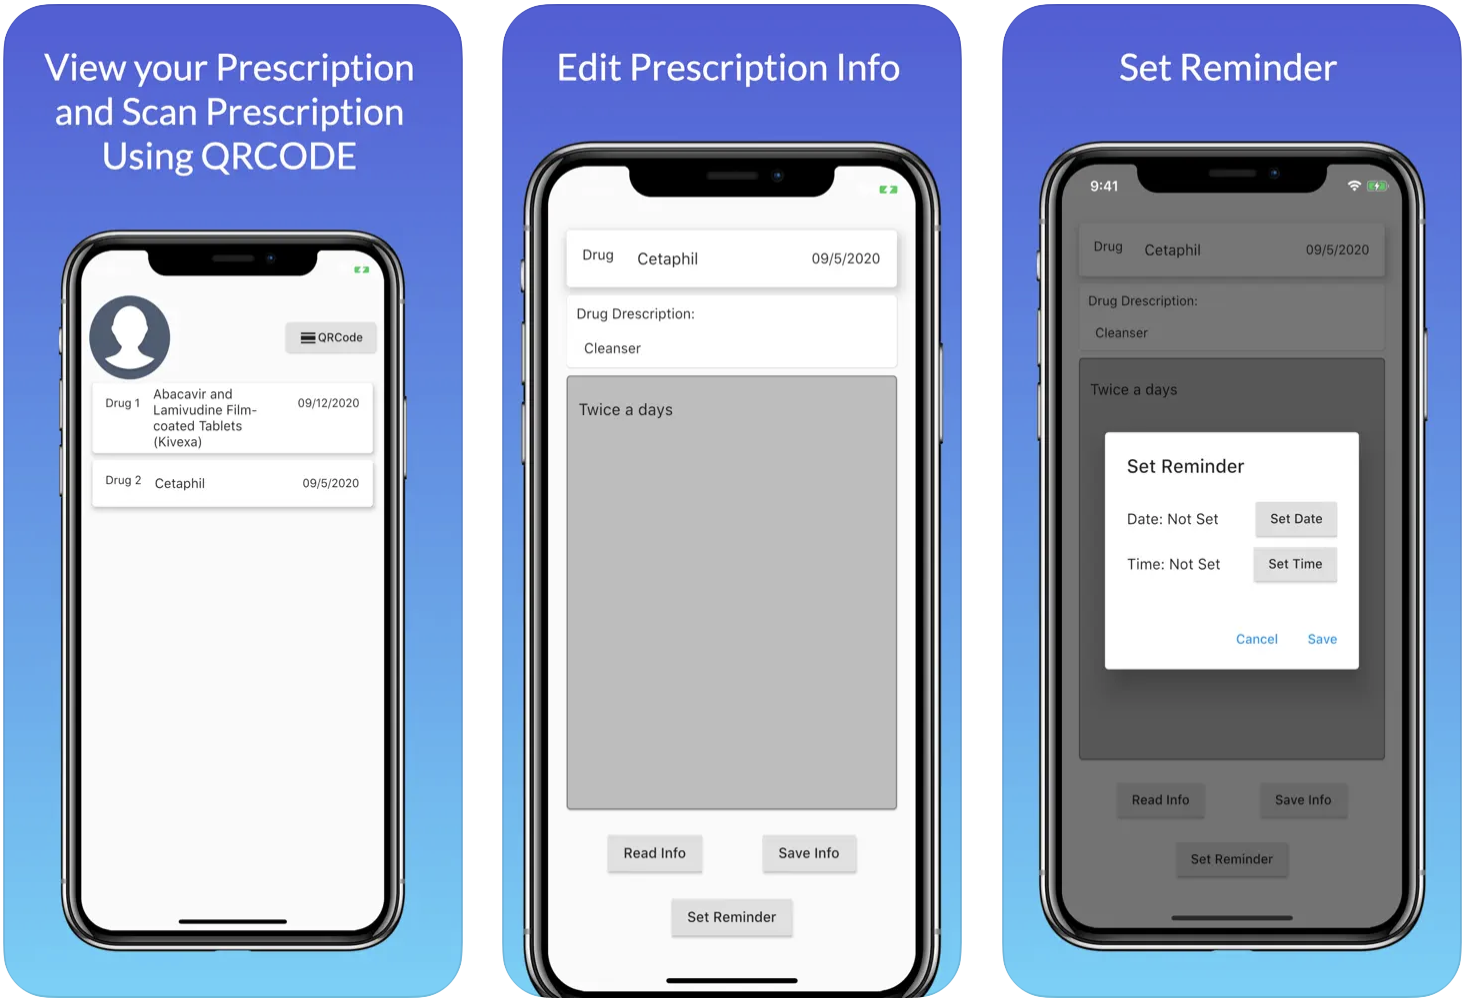 View your Prescription
and Scan Prescription
Using QRCODE
QRCode
Drug 1
Abacavir and
Lamivudine Film-
coated Tablets
(Kivexa)
09/12/2020
Drug 2 Cetaphil 09/5/2020
Edit Prescription Info
Drug Cetaphil 09/5/2020
Drug Drescription:
Cleanser
Twice a days
Read Info Save Info
Set Reminder
Set Reminder
9:41
Drug Cetaphil 09/5/2020
Drug Drescription:
Cleanser
Twice a days
Set Reminder
Date: Not Set Set Date
Time: Not Set Set Time
Cancel Save
Read Info Save Info
Set Reminder